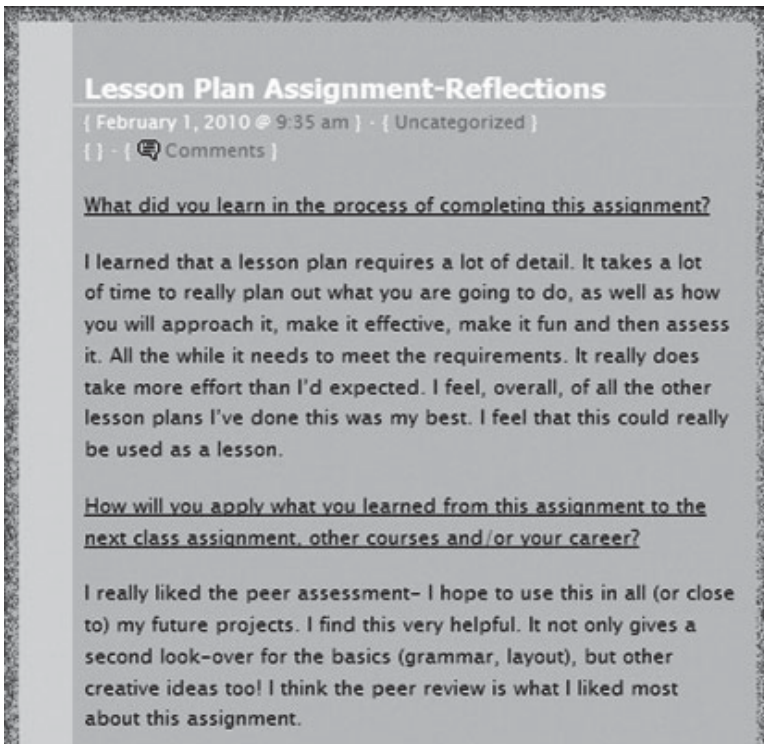 Lesson Plan Assignment-Reflections
{ February 1, 2010 @ 9:35 am } · { Uncategorized }
{ } · { Comments }
What did you learn in the process of completing this assignment?
I learned that a lesson plan requires a lot of detail. It takes a lot
of time to really plan out what you are going to do, as well as how
you will approach it, make it effective, make it fun and then assess
it. All the while it needs to meet the requirements. It really does
take more effort than I'd expected. I feel, overall, of all the other
lesson plans I've done this was my best. I feel that this could really
be used as a lesson.
How will you apply what you learned from this assignment to the
next class assignment, other courses and/or your career?
I really liked the peer assessment– I hope to use this in all (or close
to) my future projects. I find this very helpful. It not only gives a
second look–over for the basics (grammar, layout), but other
creative ideas too! I think the peer review is what I liked most
about this assignment.